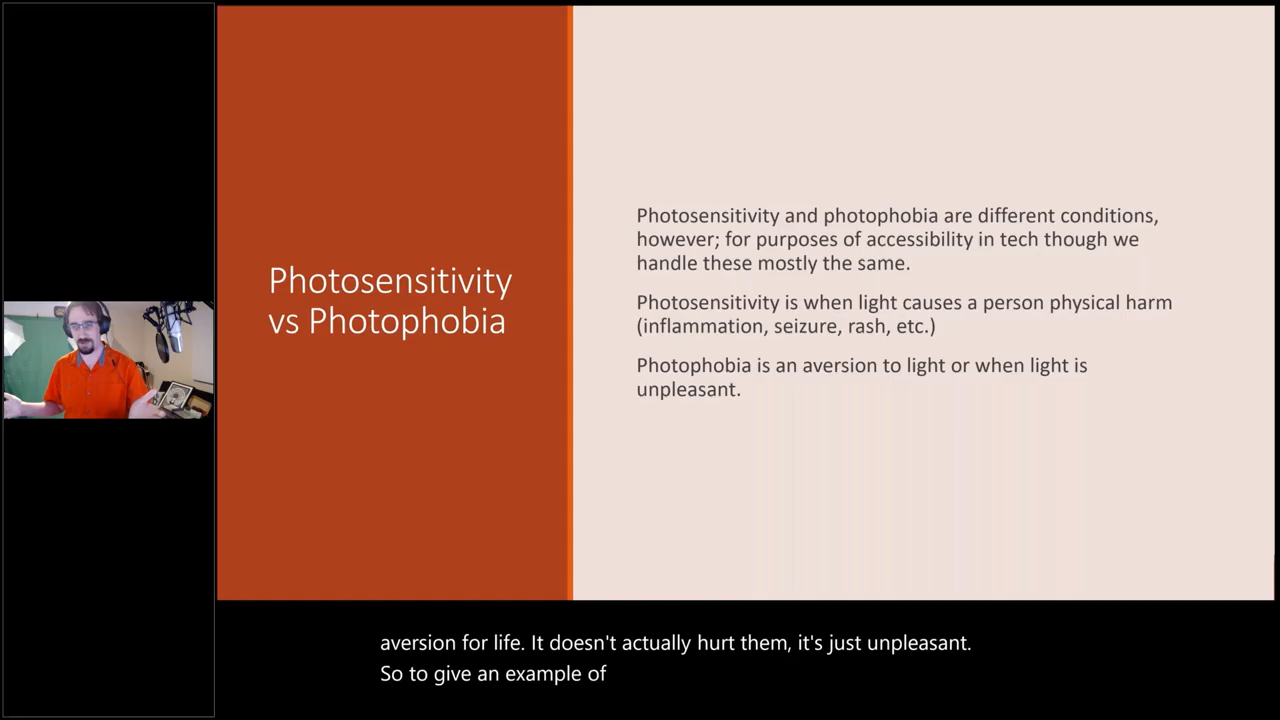 Photosensitivity
vs Photophobia
Photosensitivity and photophobia are different conditions,
however; for purposes of accessibility in tech though we
handle these mostly the same.
Photosensitivity is when light causes a person physical harm
(inflammation, seizure, rash, etc.)
Photophobia is an aversion to light or when light is
unpleasant.
aversion for life. It doesn't actually hurt them, it's just unpleasant.
So to give an example of